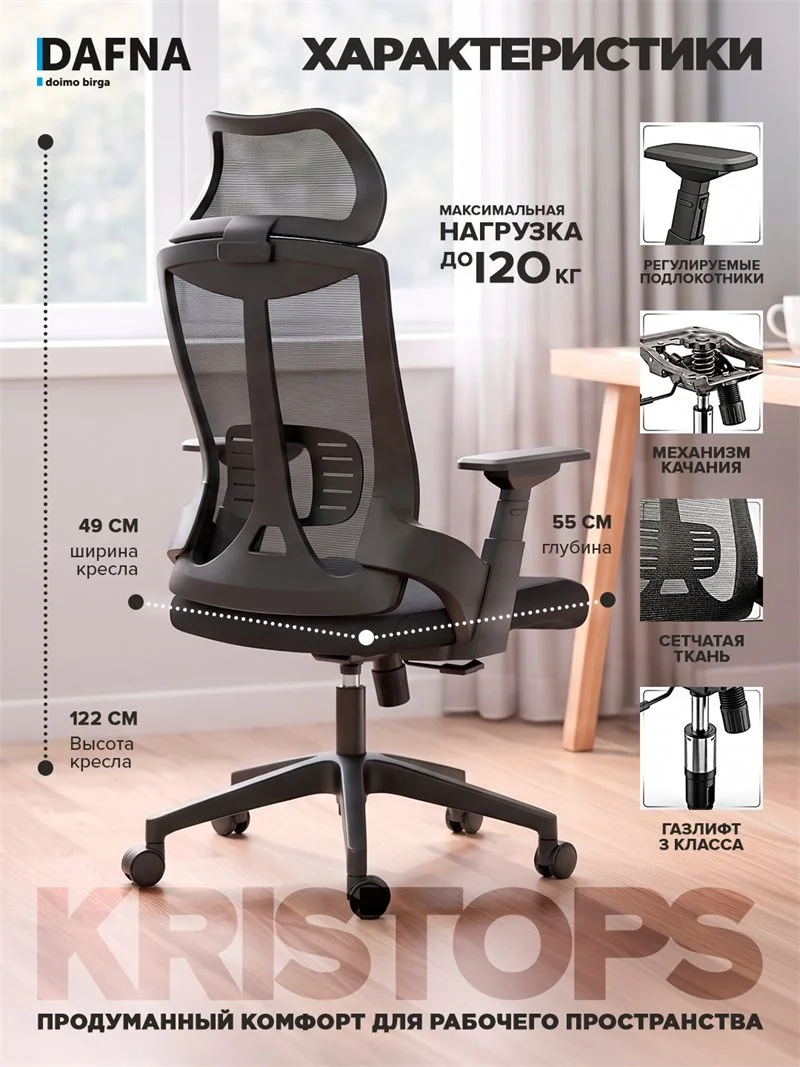 DAFNA
doimo birga
ХАРАКТЕРИСТИКИ
МАКСИМАЛЬНАЯ
НАГРУЗКА
ДО 120 КГ
РЕГУЛИРУЕМЫЕ
ПОДЛОКОТНИКИ
МЕХАНИЗМ
КАЧАНИЯ
49 СМ
ширина
кресла
55 СМ
глубина
СЕТЧАТАЯ
ТКАНЬ
122 СМ
Высота
кресла
ГАЗЛИФТ
3 КЛАССА
KRISTOPS
ПРОДУМАННЫЙ КОМФОРТ ДЛЯ РАБОЧЕГО ПРОСТРАНСТВА